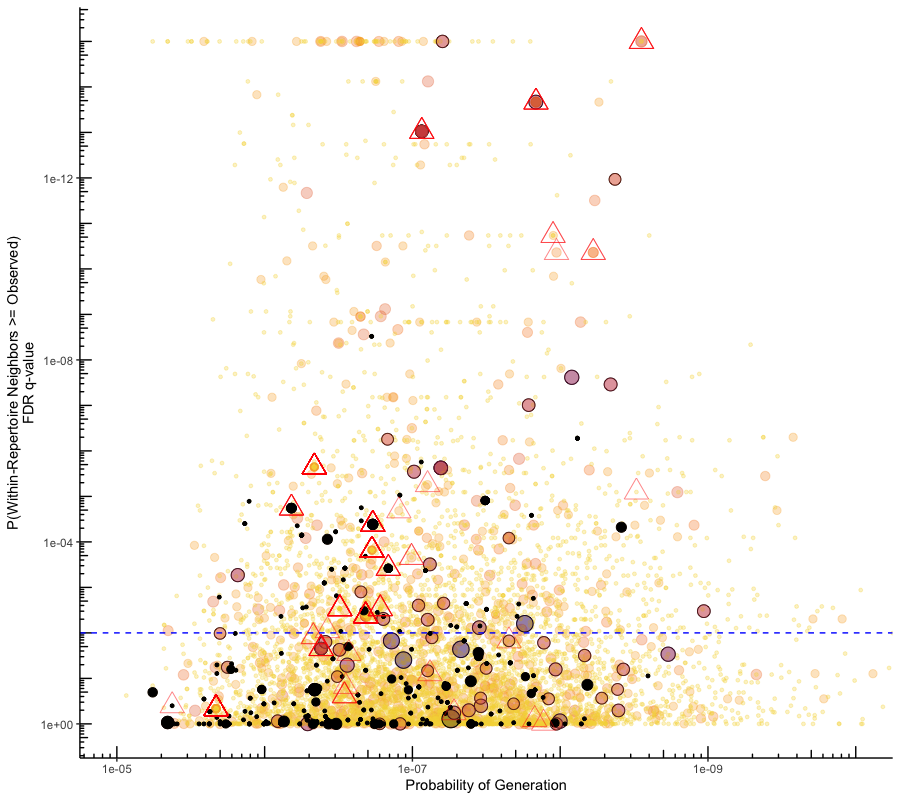 P(Within-Repertoire Neighbors >= Observed)
FDR q-value
1e-12
1e-08
1e-04
1e+00
1e-05
1e-07
1e-09
Probability of Generation